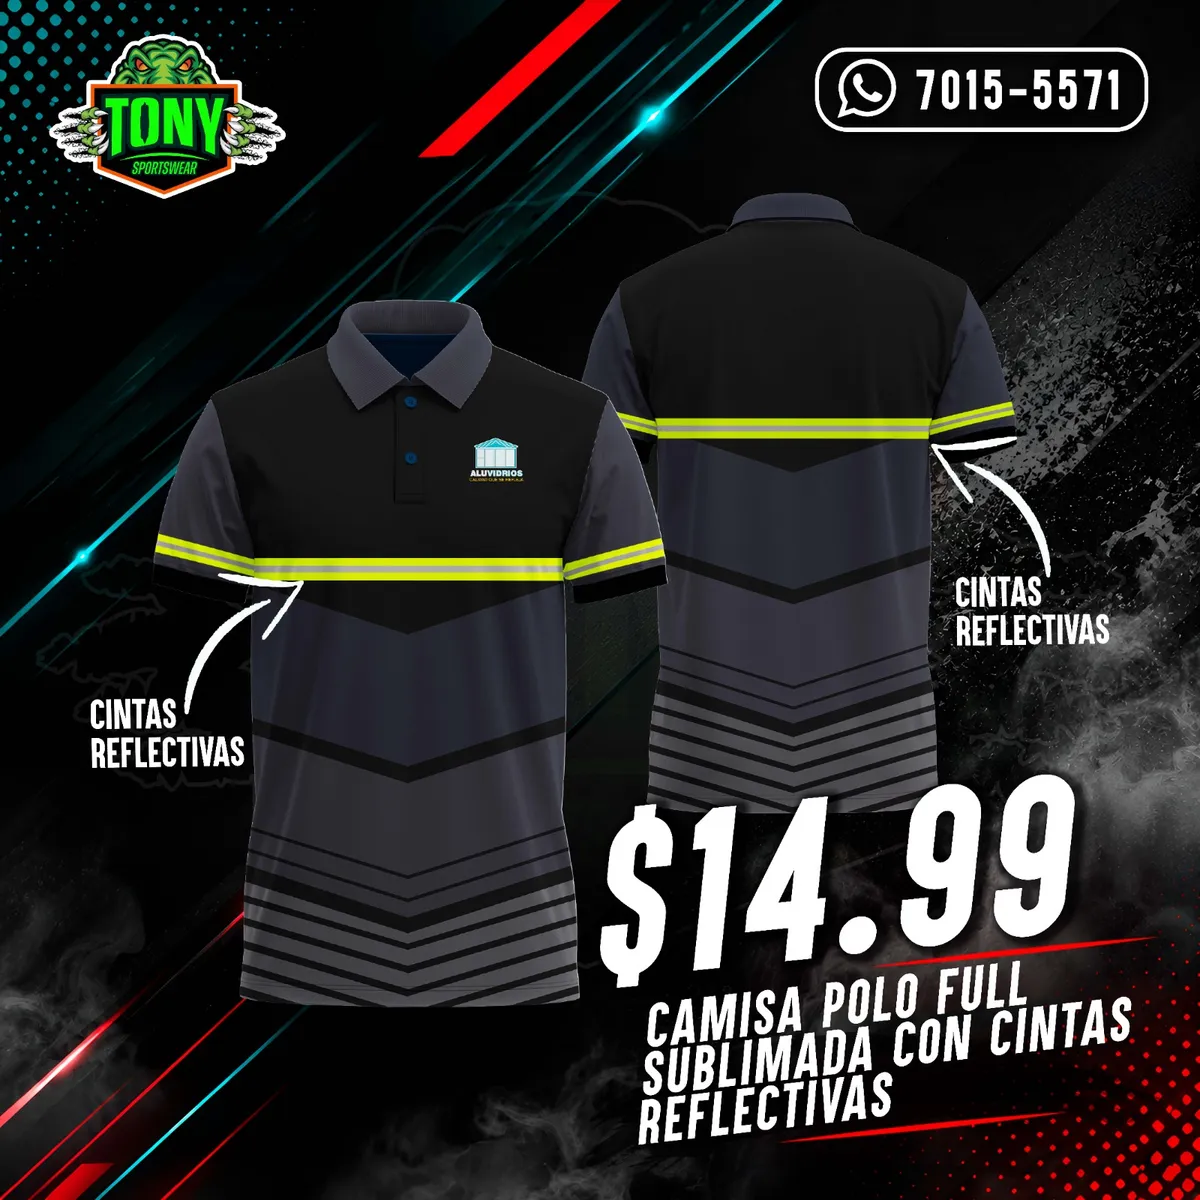 TONY
SPORTSWEAR
7015-5571
ALUVIDRIOS
CINTAS
REFLECTIVAS
CINTAS
REFLECTIVAS
$14.99
CAMISA POLO FULL
SUBLIMADA CON CINTAS
REFLECTIVAS